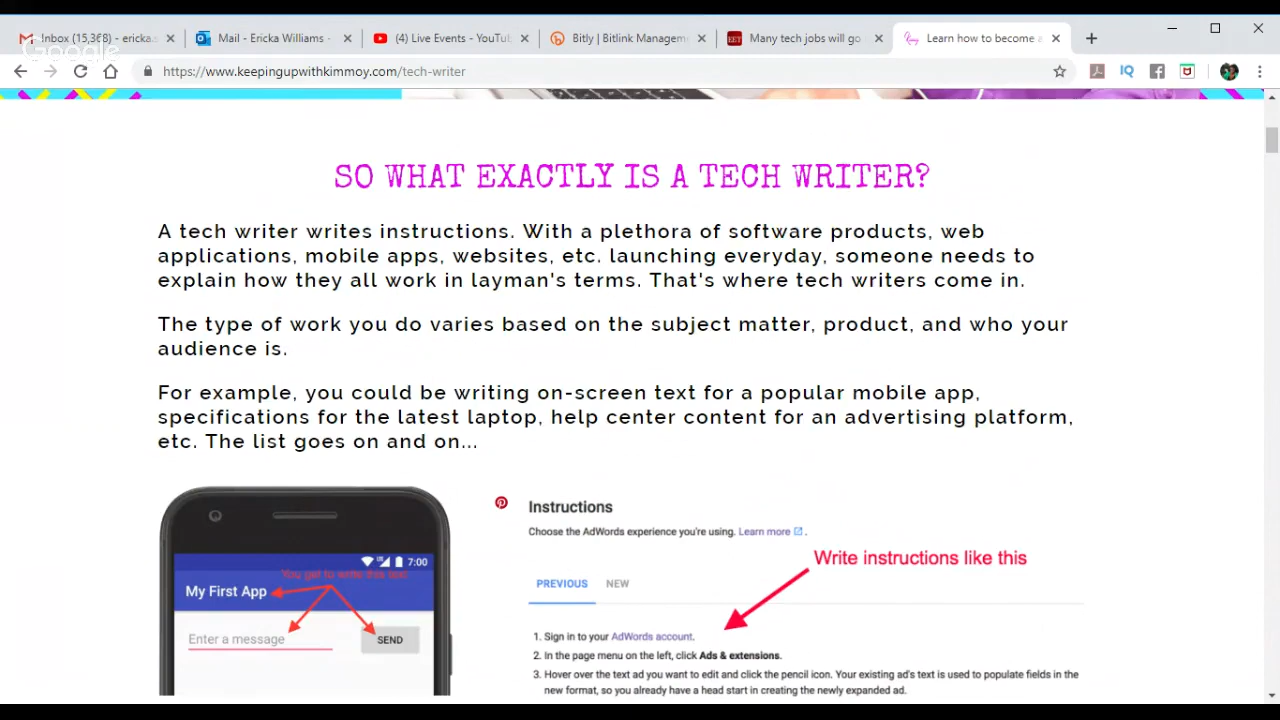 Inbox (15,368) - ericka.s
Mail - Ericka Williams -
(4) Live Events - YouTub
Bitly | Bitlink Managem
Many tech jobs will go
Learn how to become a
Google
https://www.keepingupwithkimmoy.com/tech-writer
SO WHAT EXACTLY IS A TECH WRITER?
A tech writer writes instructions. With a plethora of software products, web
applications, mobile apps, websites, etc. launching everyday, someone needs to
explain how they all work in layman's terms. That's where tech writers come in.
The type of work you do varies based on the subject matter, product, and who your
audience is.
For example, you could be writing on-screen text for a popular mobile app,
specifications for the latest laptop, help center content for an advertising platform,
etc. The list goes on and on...
7:00
You get to write this text
My First App
Enter a message
SEND
Instructions
Choose the AdWords experience you're using. Learn more.
Write instructions like this
PREVIOUS NEW
1. Sign in to your AdWords account.
2. In the page menu on the left, click Ads & extensions.
3. Hover over the text ad you want to edit and click the pencil icon. Your existing ad's text is used to populate fields in the
new format, so you already have a head start in creating the newly expanded ad.